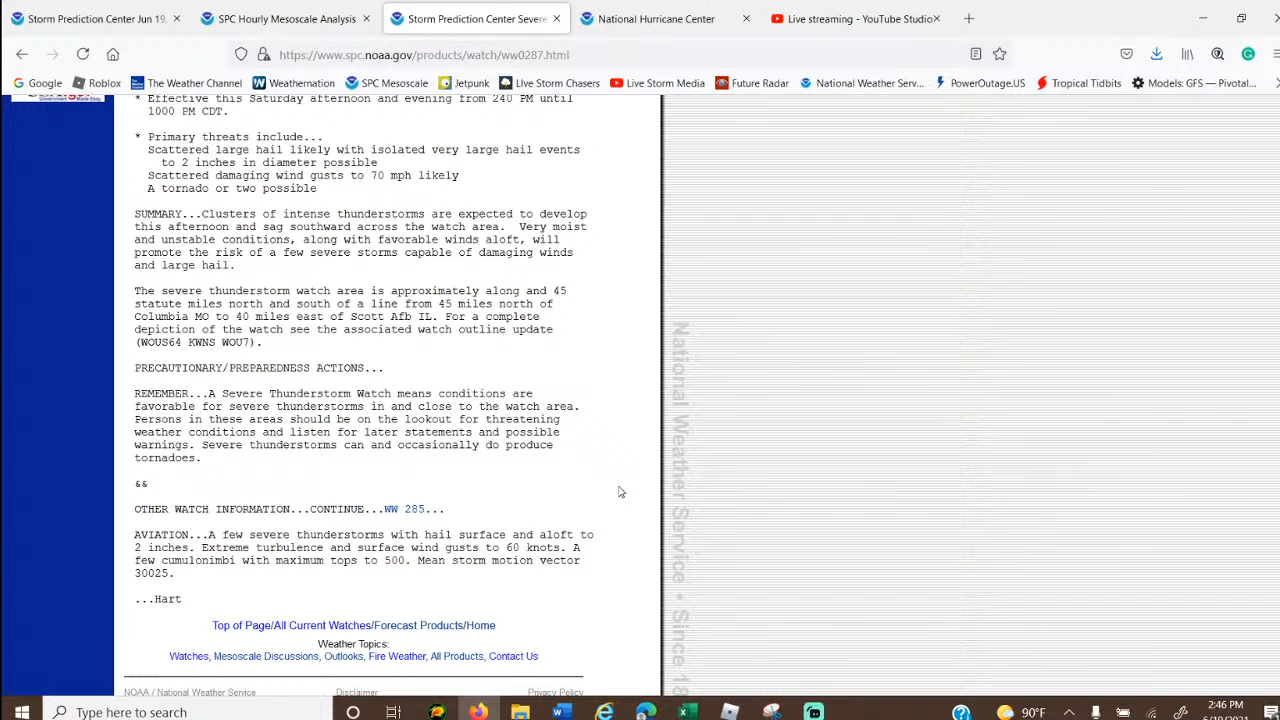 Storm Prediction Center Jun 19,
SPC Hourly Mesoscale Analysis
Storm Prediction Center Severe
National Hurricane Center
Live streaming - YouTube Studio
https://www.spc.noaa.gov/products/watch/ww0287.html
Google
Roblox
The Weather Channel
Weathernation
SPC Mesoscale
Jetpunk
Live Storm Chasers
Live Storm Media
Future Radar
National Weather Serv...
PowerOutage.US
Tropical Tidbits
Models: GFS — Pivotal...
Government Made Easy
* Effective this Saturday afternoon and evening from 240 PM until
1000 PM CDT.
* Primary threats include...
Scattered large hail likely with isolated very large hail events
to 2 inches in diameter possible
Scattered damaging wind gusts to 70 mph likely
A tornado or two possible
SUMMARY...Clusters of intense thunderstorms are expected to develop
this afternoon and sag southward across the watch area. Very moist
and unstable conditions, along with favorable winds aloft, will
promote the risk of a few severe storms capable of damaging winds
and large hail.
The severe thunderstorm watch area is approximately along and 45
statute miles north and south of a line from 45 miles north of
Columbia MO to 40 miles east of Scott Afb IL. For a complete
depiction of the watch see the associated watch outline update
(WOUS64 KWNS WOU7).
PRECAUTIONARY/PREPAREDNESS ACTIONS...
REMEMBER...A Severe Thunderstorm Watch means conditions are
favorable for severe thunderstorms in and close to the watch area.
Persons in these areas should be on the lookout for threatening
weather conditions and listen for later statements and possible
warnings. Severe thunderstorms can and occasionally do produce
tornadoes.
&&
OTHER WATCH INFORMATION...CONTINUE...WW 285...
AVIATION...A few severe thunderstorms with hail surface and aloft to
2 inches. Extreme turbulence and surface wind gusts to 60 knots. A
few cumulonimbi with maximum tops to 500. Mean storm motion vector
30025.
...Hart
Top of Page/All Current Watches/Forecast Products/Home
Weather Topics:
Watches, Mesoscale Discussions, Outlooks, Fire Weather, All Products, Contact Us
NOAA / National Weather Service
Disclaimer
Privacy Policy
National Weather Service • Since 18
Type here to search
90°F
2:46 PM